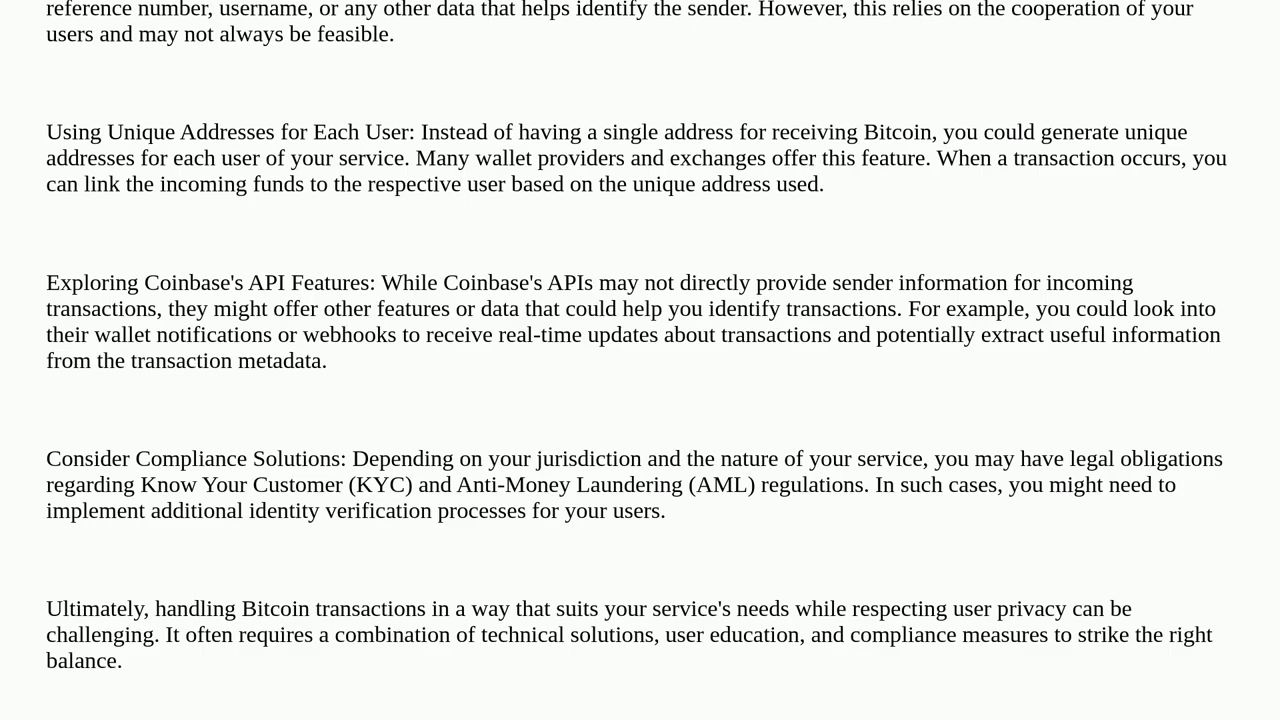 reference number, username, or any other data that helps identify the sender. However, this relies on the cooperation of your
users and may not always be feasible.
Using Unique Addresses for Each User: Instead of having a single address for receiving Bitcoin, you could generate unique
addresses for each user of your service. Many wallet providers and exchanges offer this feature. When a transaction occurs, you
can link the incoming funds to the respective user based on the unique address used.
Exploring Coinbase's API Features: While Coinbase's APIs may not directly provide sender information for incoming
transactions, they might offer other features or data that could help you identify transactions. For example, you could look into
their wallet notifications or webhooks to receive real-time updates about transactions and potentially extract useful information
from the transaction metadata.
Consider Compliance Solutions: Depending on your jurisdiction and the nature of your service, you may have legal obligations
regarding Know Your Customer (KYC) and Anti-Money Laundering (AML) regulations. In such cases, you might need to
implement additional identity verification processes for your users.
Ultimately, handling Bitcoin transactions in a way that suits your service's needs while respecting user privacy can be
challenging. It often requires a combination of technical solutions, user education, and compliance measures to strike the right
balance.